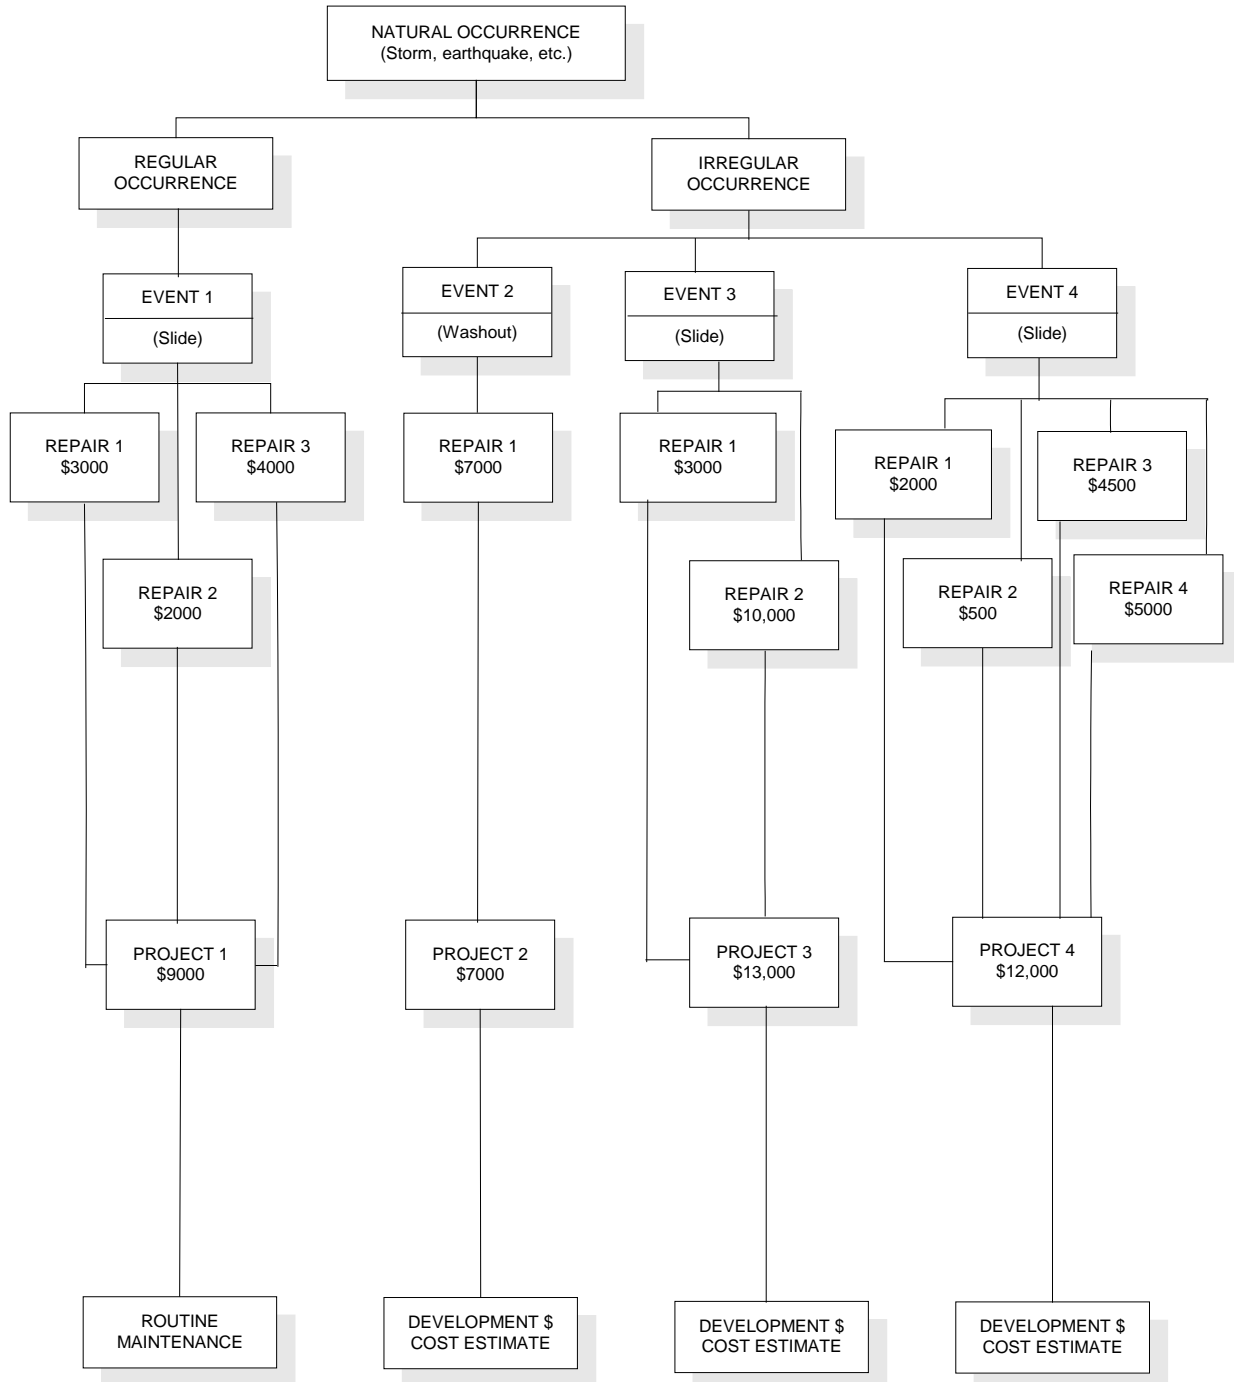 NATURAL OCCURRENCE
(Storm, earthquake, etc.)
REGULAR
OCCURRENCE
IRREGULAR
OCCURRENCE
EVENT 1
(Slide)
EVENT 2
(Washout)
EVENT 3
(Slide)
EVENT 4
(Slide)
REPAIR 1
$3000
REPAIR 3
$4000
REPAIR 1
$7000
REPAIR 1
$3000
REPAIR 1
$2000
REPAIR 3
$4500
REPAIR 2
$2000
REPAIR 2
$10,000
REPAIR 2
$500
REPAIR 4
$5000
PROJECT 1
$9000
PROJECT 2
$7000
PROJECT 3
$13,000
PROJECT 4
$12,000
ROUTINE
MAINTENANCE
DEVELOPMENT $
COST ESTIMATE
DEVELOPMENT $
COST ESTIMATE
DEVELOPMENT $
COST ESTIMATE